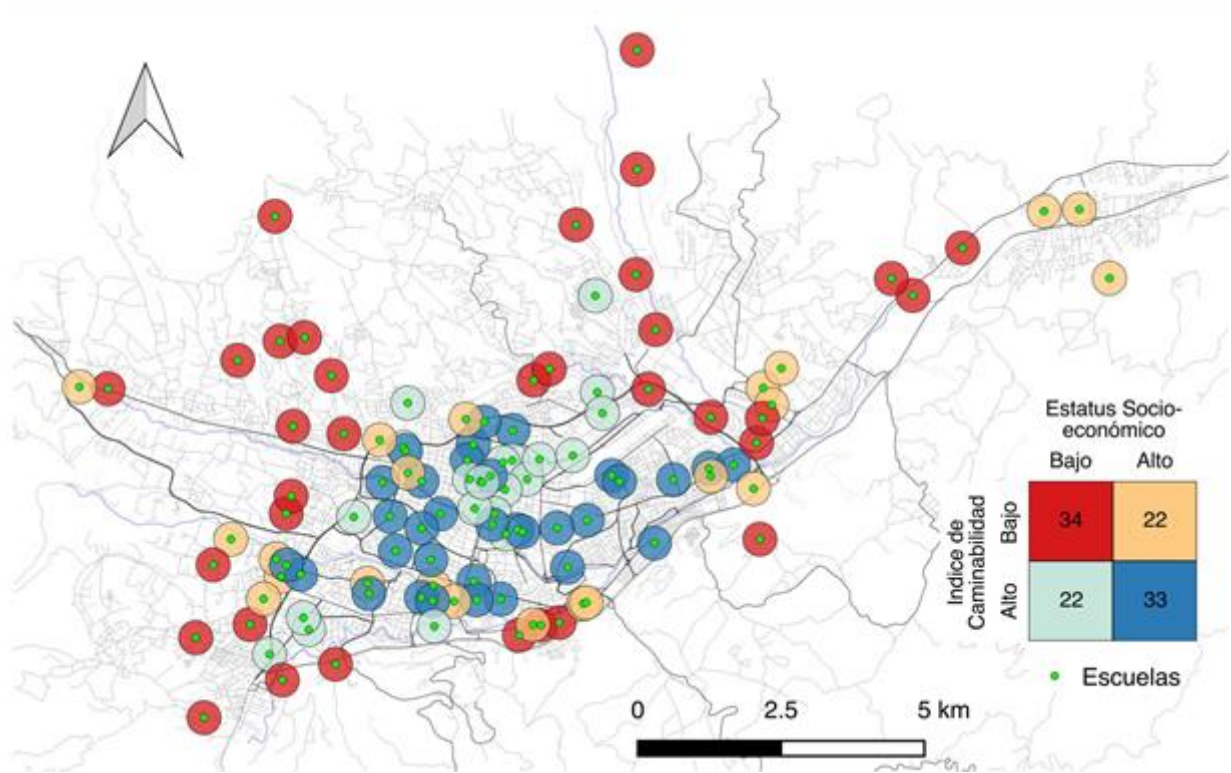 Estatus Socio-
económico
Bajo Alto
Indice de
Caminabilidad
Bajo
Alto
34 22
22 33
Escuelas
0 2.5 5 km